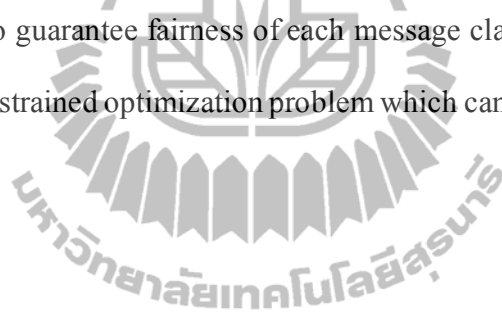 o guarantee fairness of each message cla
strained optimization problem which can
มหาวิทยาลัยเทคโนโลยีสุรนารี